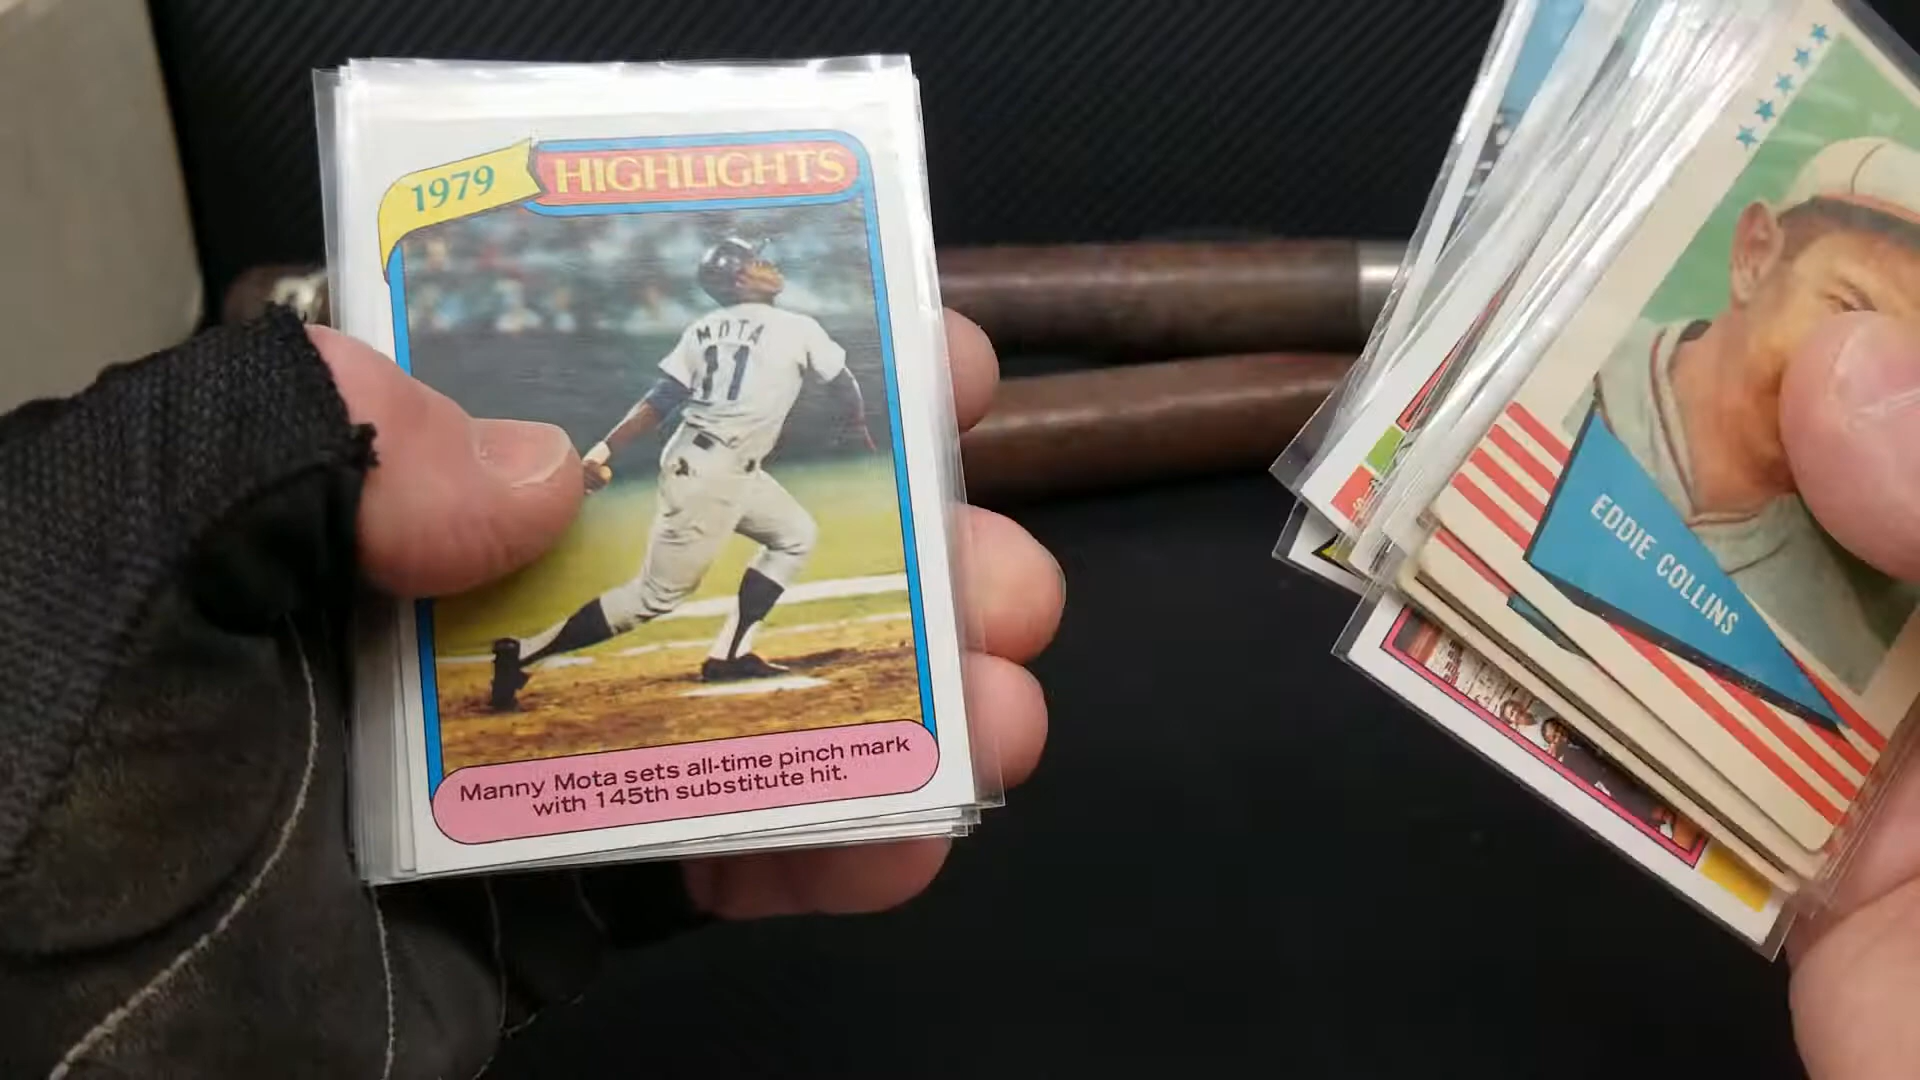 1979
HIGHLIGHTS
MOTA
11
Manny Mota sets all-time pinch mark
with 145th substitute hit.
EDDIE COLLINS